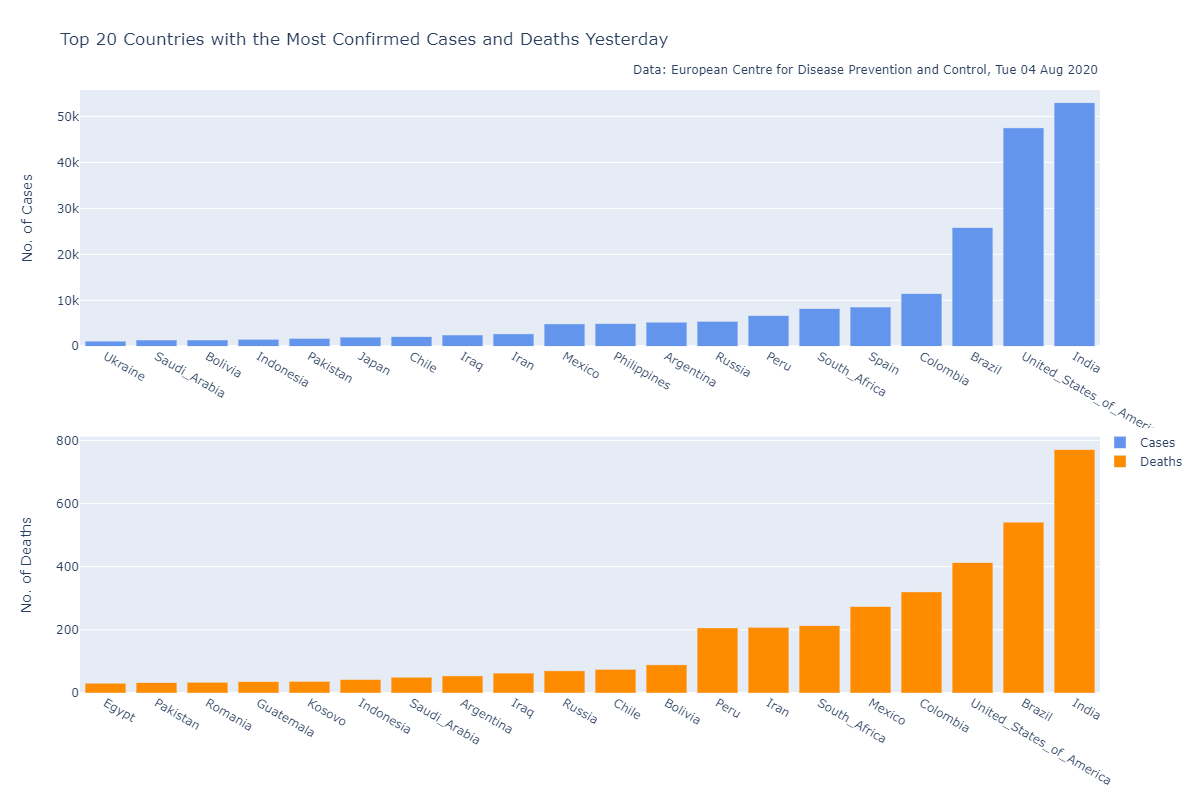 Top 20 Countries with the Most Confirmed Cases and Deaths Yesterday
Data: European Centre for Disease Prevention and Control, Tue 04 Aug 2020
No. of Cases
50k
40k
30k
20k
10k
0
Ukraine
Saudi_Arabia
Bolivia
Indonesia
Pakistan
Japan
Chile
Iraq
Iran
Mexico
Philippines
Argentina
Russia
Peru
South_Africa
Spain
Colombia
Brazil
United_States_of_Ameri
India
Cases
Deaths
No. of Deaths
800
600
400
200
0
Egypt
Pakistan
Romania
Guatemala
Kosovo
Indonesia
Saudi_Arabia
Argentina
Iraq
Russia
Chile
Bolivia
Peru
Iran
South_Africa
Mexico
Colombia
United_States_of_America
Brazil
India